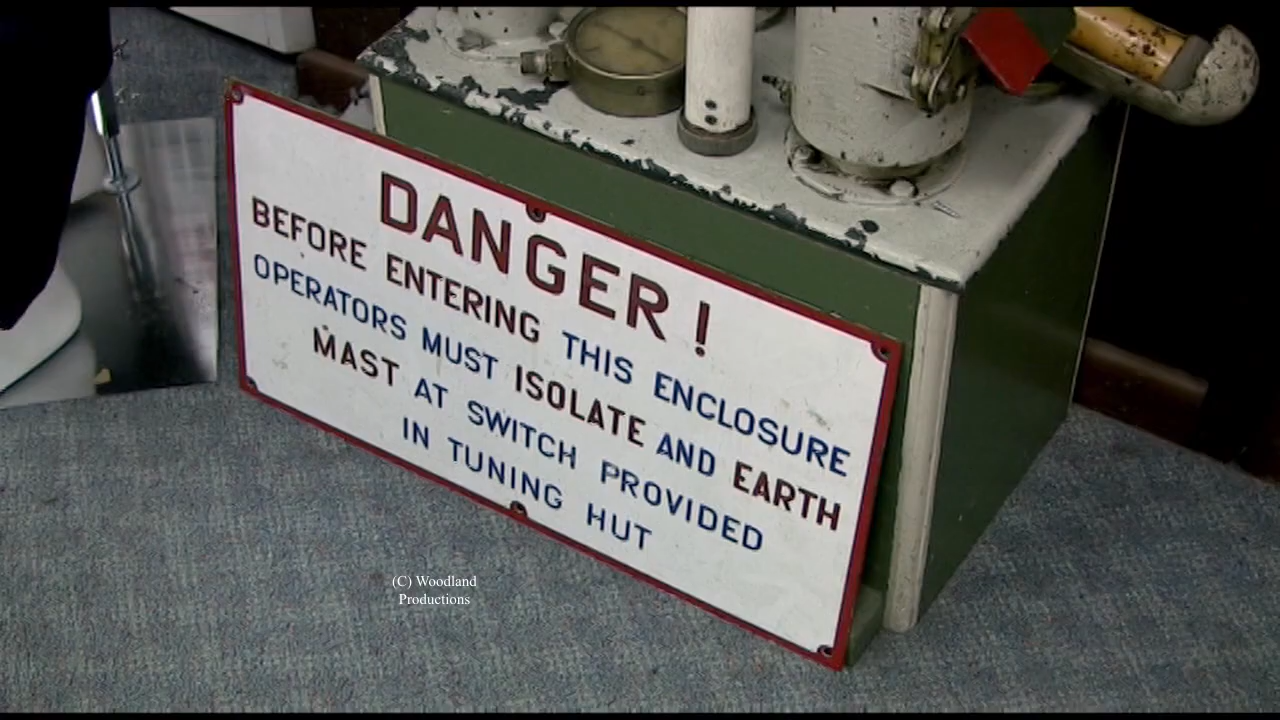 DANGER!
BEFORE ENTERING THIS ENCLOSURE
OPERATORS MUST ISOLATE AND EARTH
MAST AT SWITCH PROVIDED
IN TUNING HUT
(C) Woodland
Productions